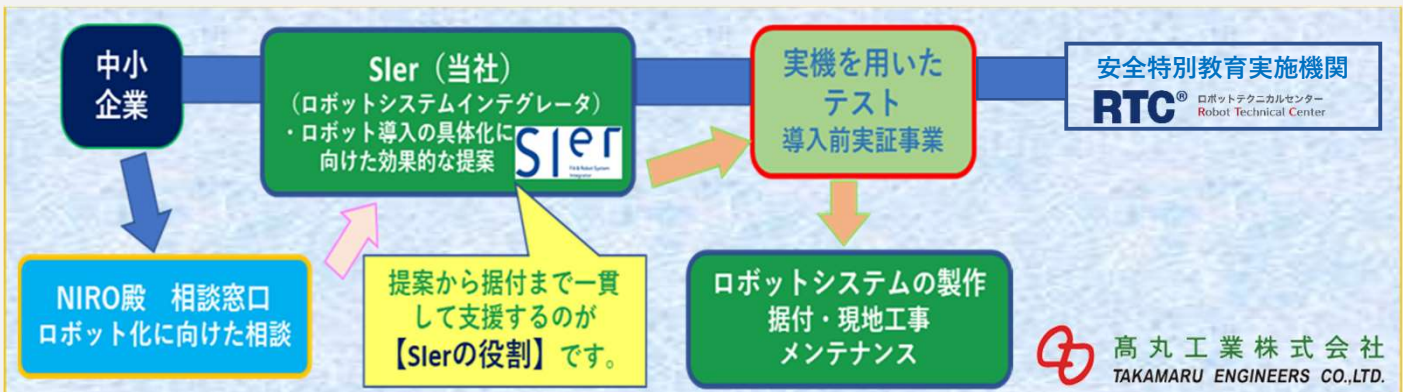 中小
企業
SIer（当社）
（ロボットシステムインテグレータ）
・ロボット導入の具体化に
向けた効果的な提案
SIer
実機を用いた
テスト
導入前実証事業
安全特別教育実施機関
RTC® ロボットテクニカルセンター
Robot Technical Center
NIRO殿　相談窓口
ロボット化に向けた相談
提案から据付まで一貫
して支援するのが
【SIerの役割】です。
ロボットシステムの製作
据付・現地工事
メンテナンス
髙丸工業株式会社
TAKAMARU ENGINEERS CO.,LTD.